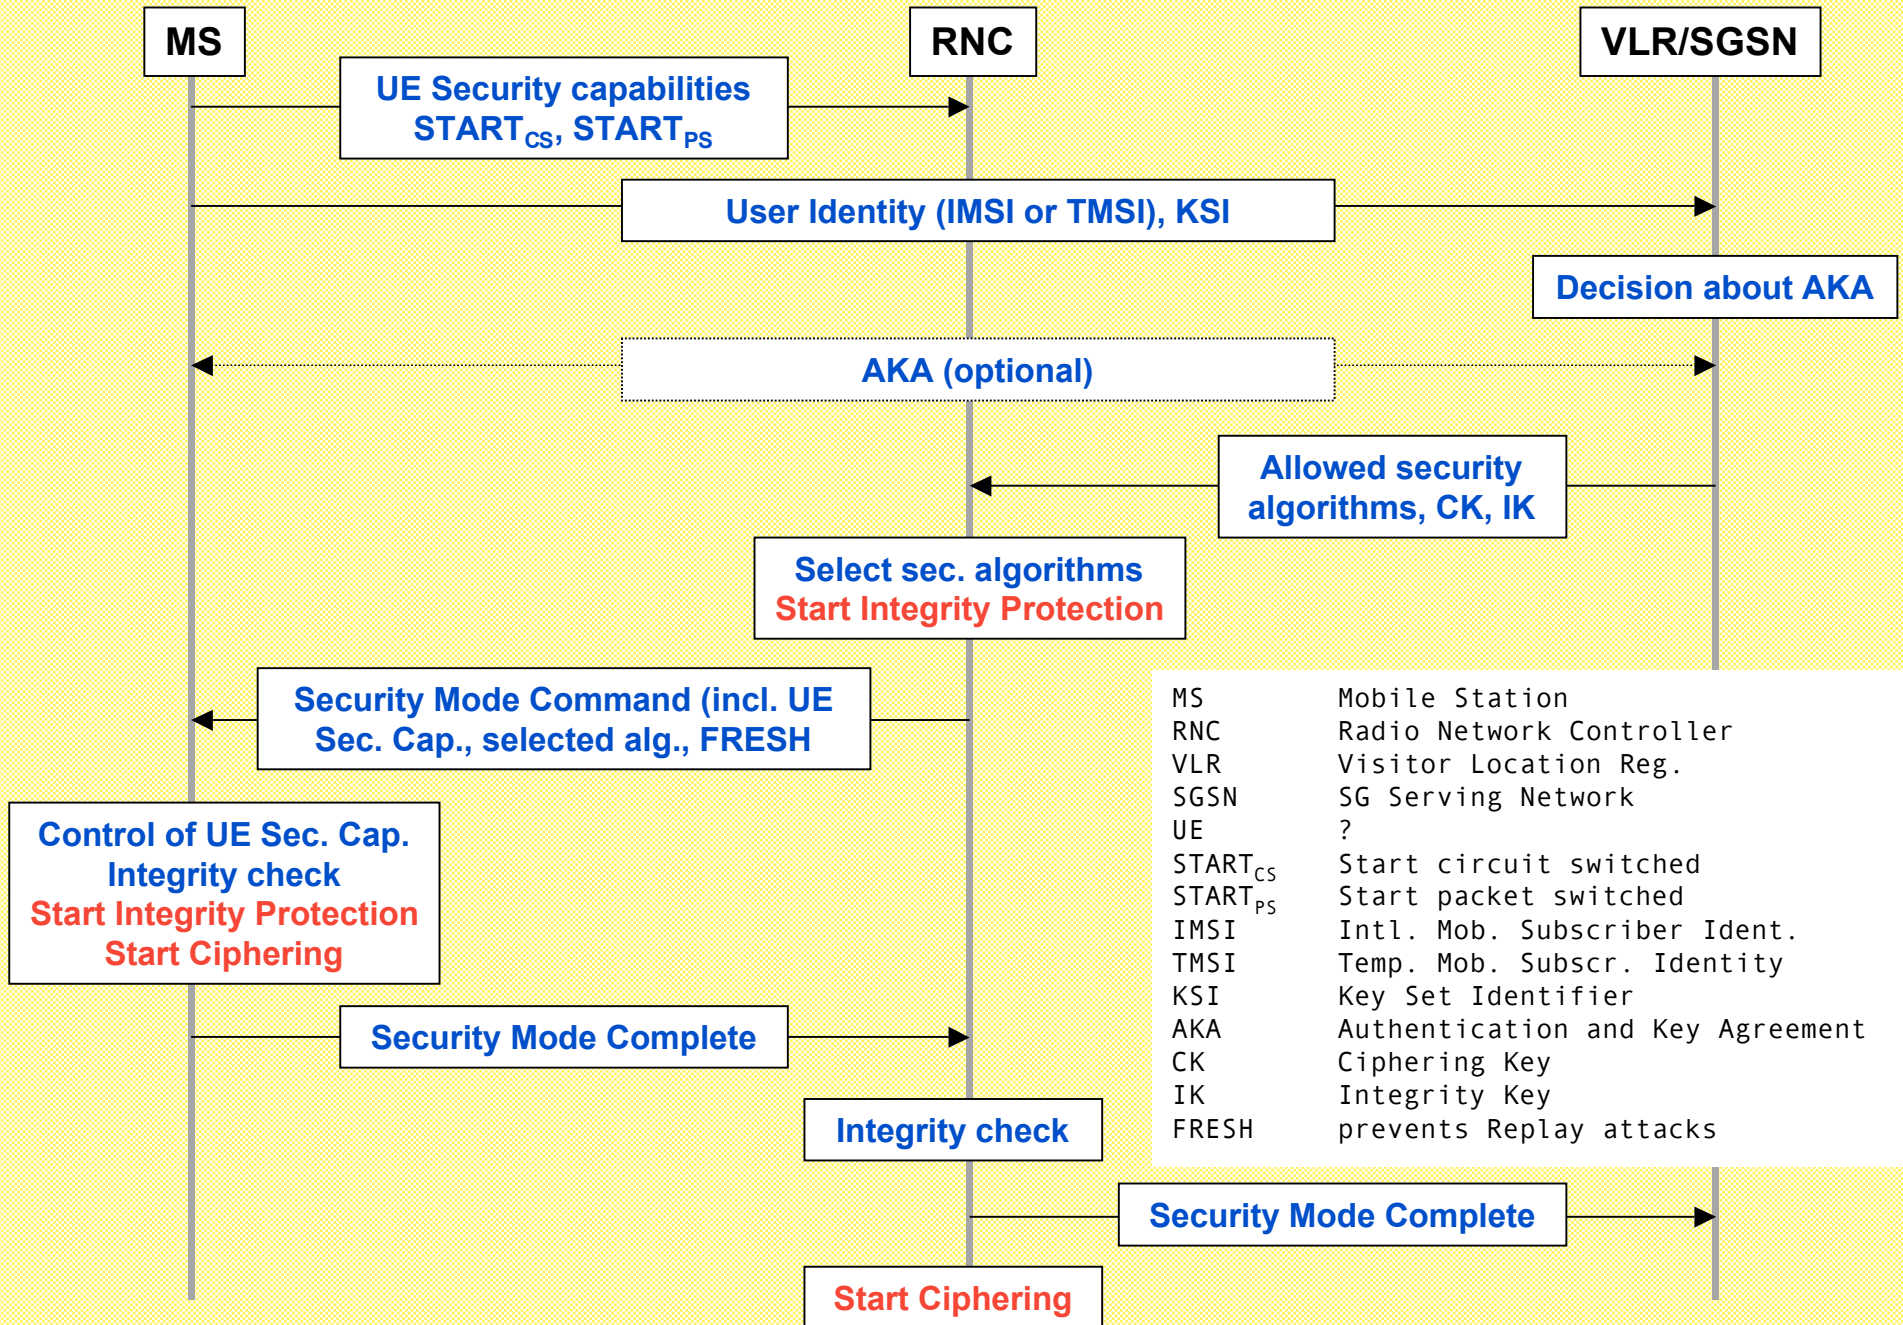 MS
RNC
VLR/SGSN
UE Security capabilities
START_CS, START_PS
User Identity (IMSI or TMSI), KSI
Decision about AKA
AKA (optional)
Allowed security
algorithms, CK, IK
Select sec. algorithms
Start Integrity Protection
Security Mode Command (incl. UE
Sec. Cap., selected alg., FRESH
Control of UE Sec. Cap.
Integrity check
Start Integrity Protection
Start Ciphering
Security Mode Complete
Integrity check
Security Mode Complete
Start Ciphering
MS Mobile Station
RNC Radio Network Controller
VLR Visitor Location Reg.
SGSN SG Serving Network
UE ?
START_CS Start circuit switched
START_PS Start packet switched
IMSI Intl. Mob. Subscriber Ident.
TMSI Temp. Mob. Subscr. Identity
KSI Key Set Identifier
AKA Authentication and Key Agreement
CK Ciphering Key
IK Integrity Key
FRESH prevents Replay attacks